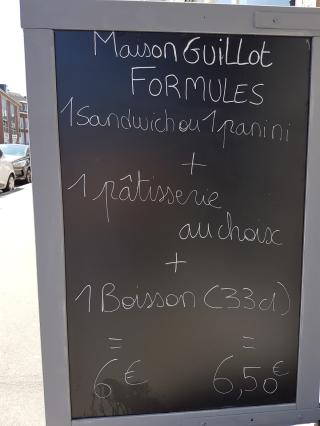 Maison GUILLOT
FORMULES
1 Sandwich ou 1 panini
+
1 pâtisserie
au choix
+
1 Boisson (33cl)
= =
6€ 6,50€